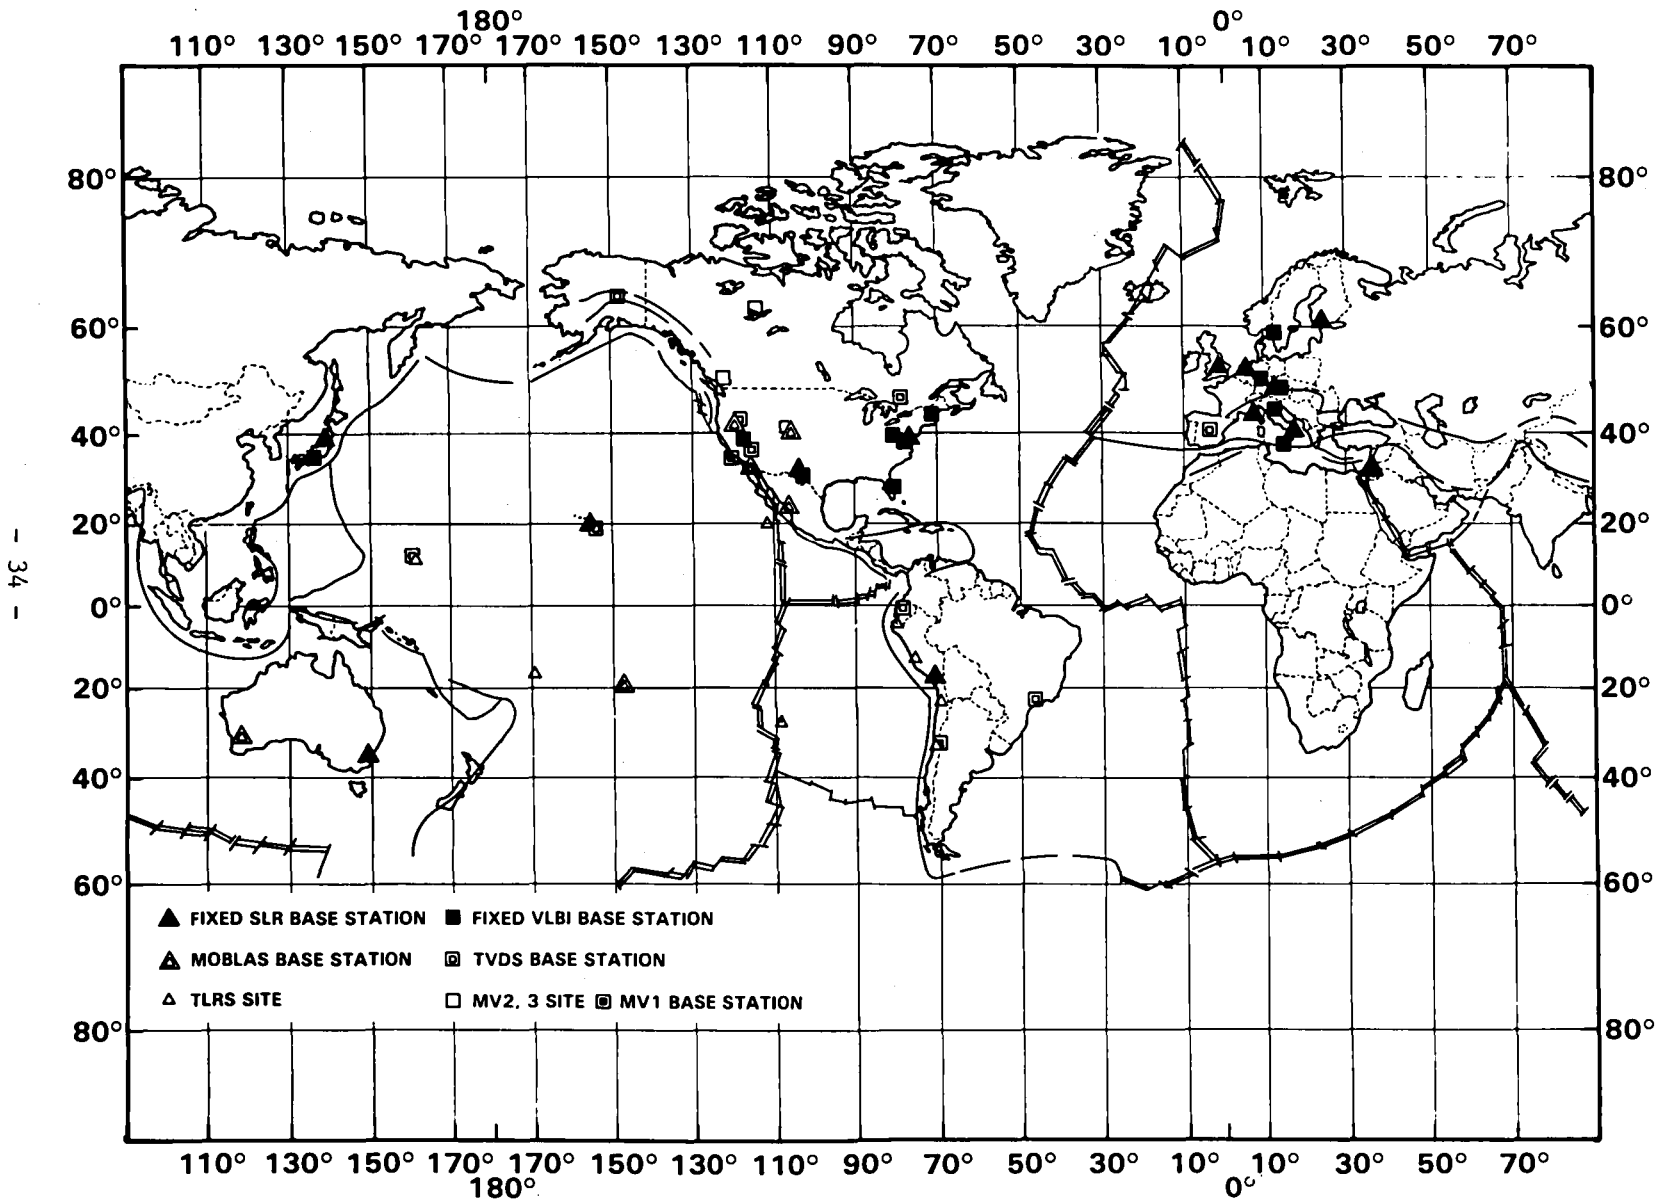 180° 0°
110° 130° 150° 170° 170° 150° 130° 110° 90° 70° 50° 30° 10° 10° 30° 50° 70°
80° 80°
60° 60°
40° 40°
20° 20°
0° 0°
20° 20°
40° 40°
60° 60°
FIXED SLR BASE STATION FIXED VLBI BASE STATION
MOBLAS BASE STATION TVDS BASE STATION
TLRS SITE MV2, 3 SITE MV1 BASE STATION
80° 80°
110° 130° 150° 170° 170° 150° 130° 110° 90° 70° 50° 30° 10° 10° 30° 50° 70°
180° 0°
- 34 -